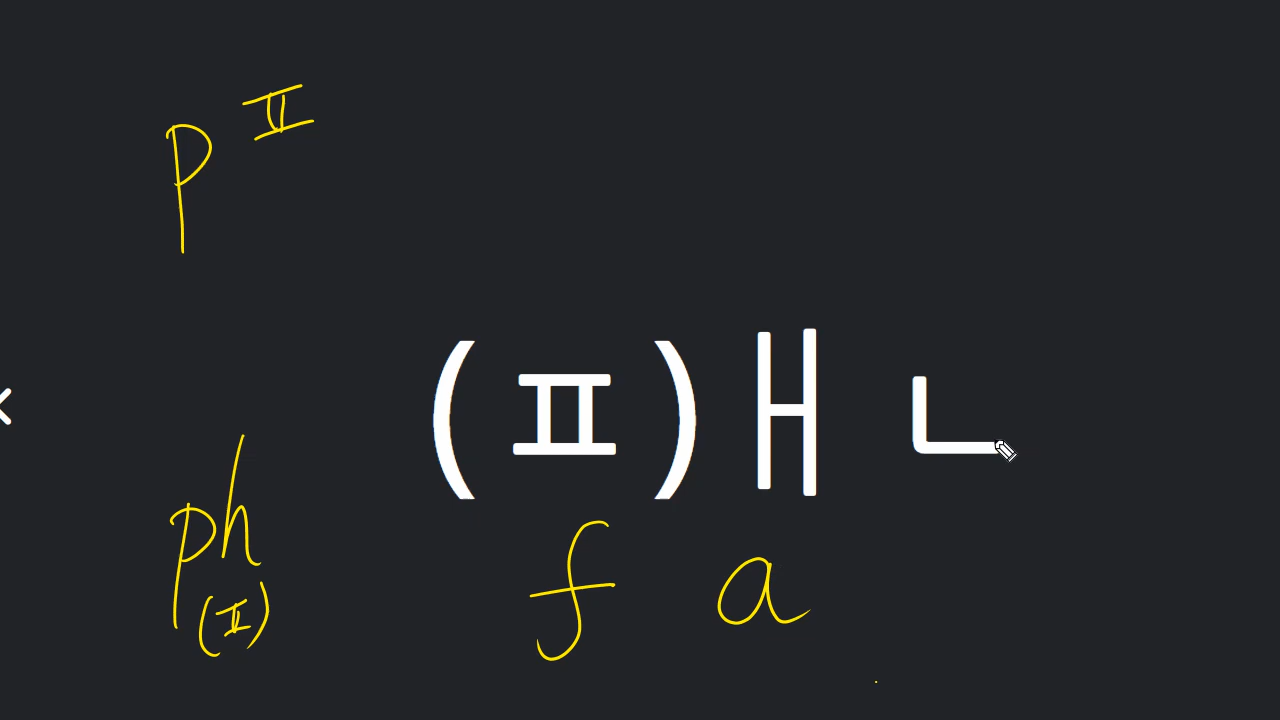 p ㅍ
(ㅍ) ㅐ ㄴ
ph
(ㅍ)
f a